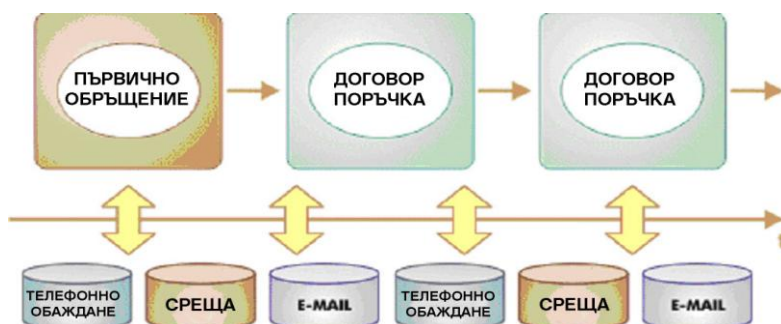 ПЪРВИЧНО
ОБРЪЩЕНИЕ
ДОГОВОР
ПОРЪЧКА
ДОГОВОР
ПОРЪЧКА
t
ТЕЛЕФОННО
ОБАЖДАНЕ
СРЕЩА
E-MAIL
ТЕЛЕФОННО
ОБАЖДАНЕ
СРЕЩА
E-MAIL